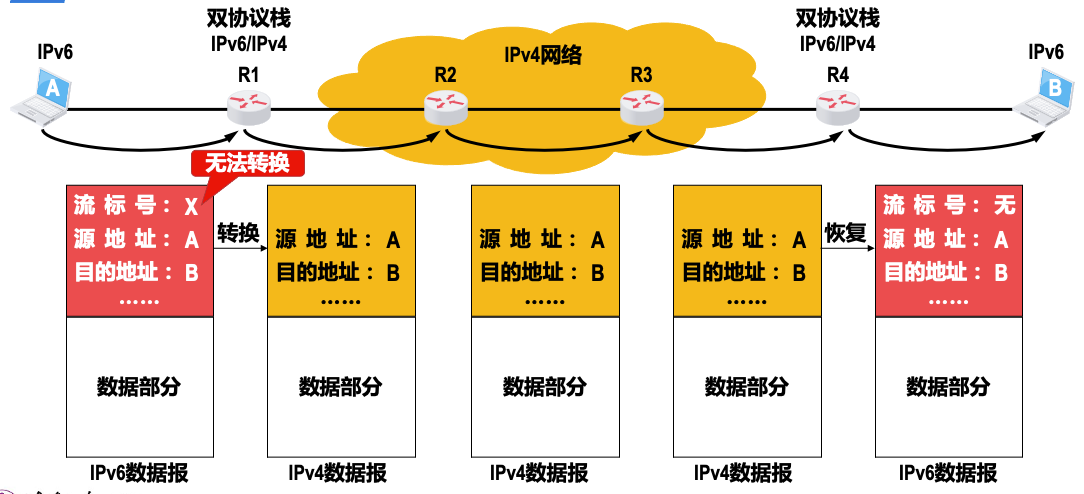 双协议栈
IPv6/IPv4
双协议栈
IPv6/IPv4
IPv6
IPv4网络
IPv6
R1
R2
R3
R4
A
B
无法转换
流标号：X
源地址：A
目的地址：B
……
数据部分
IPv6数据报
转换
源地址：A
目的地址：B
……
数据部分
IPv4数据报
源地址：A
目的地址：B
……
数据部分
IPv4数据报
源地址：A
目的地址：B
……
数据部分
IPv4数据报
恢复
流标号：无
源地址：A
目的地址：B
……
数据部分
IPv6数据报